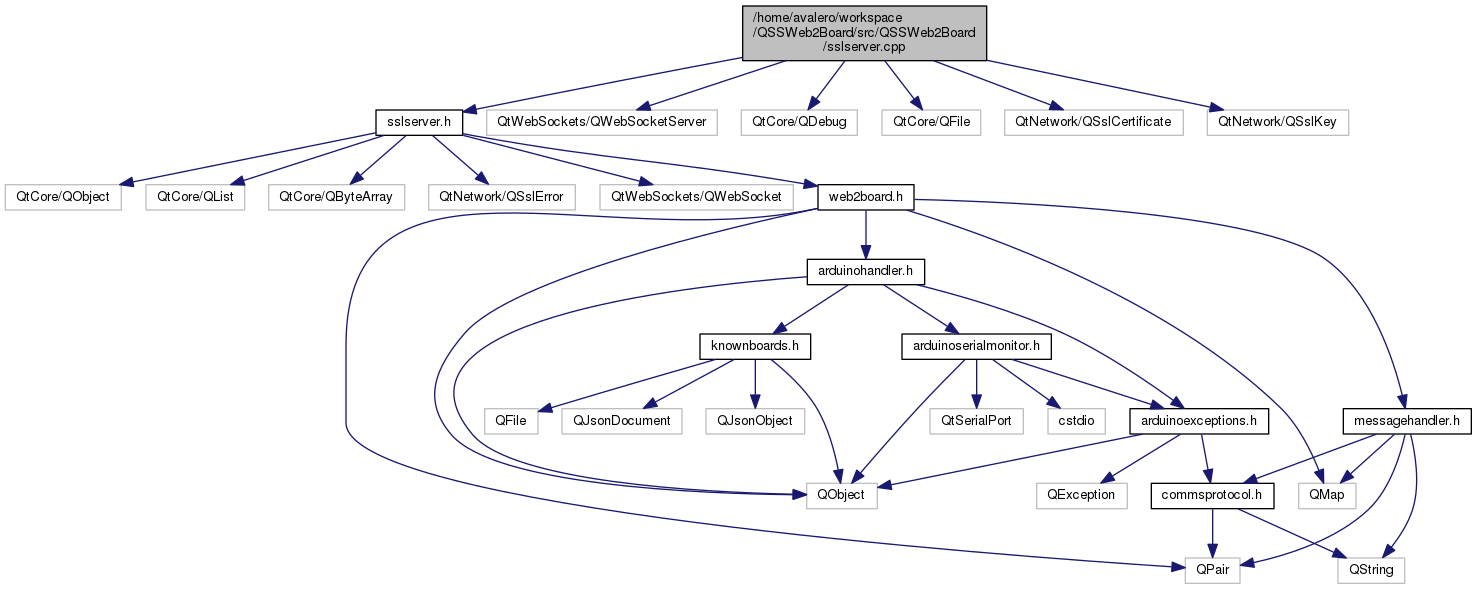 /home/avalero/workspace
/QSSWeb2Board/src/QSSWeb2Board
/sslserver.cpp
sslserver.h
QtWebSockets/QWebSocketServer
QtCore/QDebug
QtCore/QFile
QtNetwork/QSslCertificate
QtNetwork/QSslKey
QtCore/QObject
QtCore/QList
QtCore/QByteArray
QtNetwork/QSslError
QtWebSockets/QWebSocket
web2board.h
arduinohandler.h
knownboards.h
arduinoserialmonitor.h
QFile
QJsonDocument
QJsonObject
QtSerialPort
cstdio
arduinoexceptions.h
messagehandler.h
QObject
QException
commsprotocol.h
QMap
QPair
QString